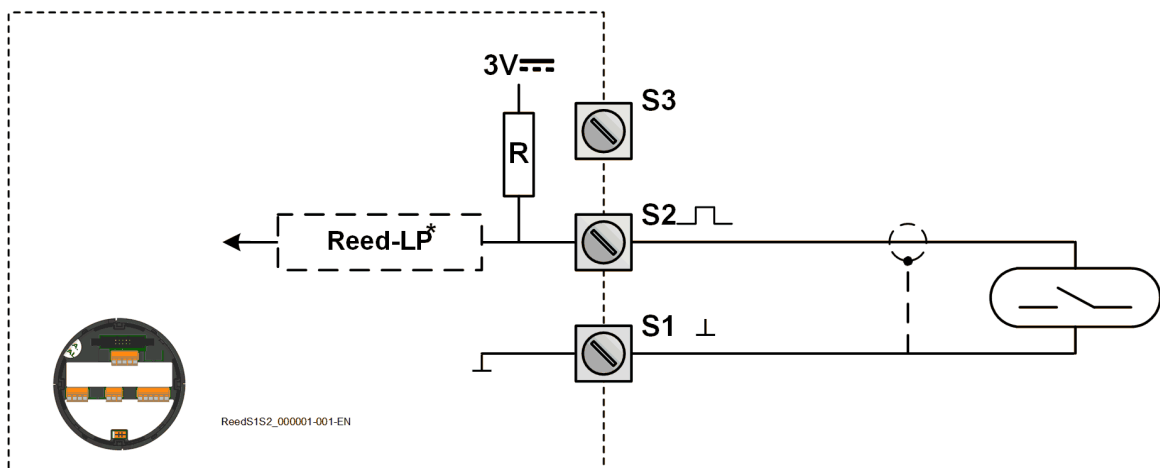 3V
S3
R
S2
Reed-LP*
S1
ReedS1S2_000001-001-EN